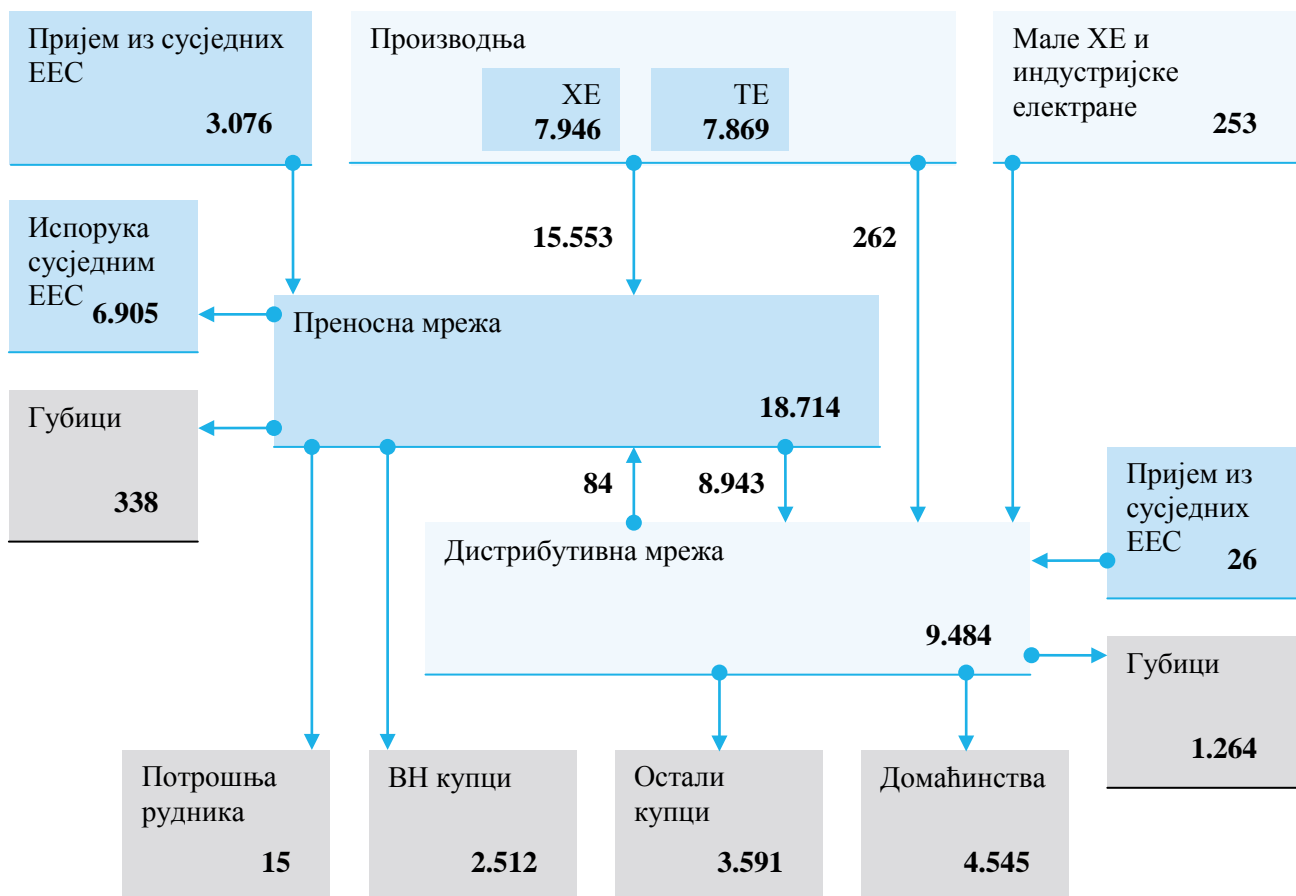 Пријем из сусједних
ЕЕС
3.076
Производња
ХЕ
7.946
ТЕ
7.869
Мале ХЕ и
индустријске
електране
253
Испорука
сусједним
ЕЕС
6.905
15.553
262
Преносна мрежа
18.714
Губици
338
84
8.943
Дистрибутивна мрежа
9.484
Пријем из
сусједних
ЕЕС
26
Губици
1.264
Потрошња
рудника
15
ВН купци
2.512
Остали
купци
3.591
Домаћинства
4.545